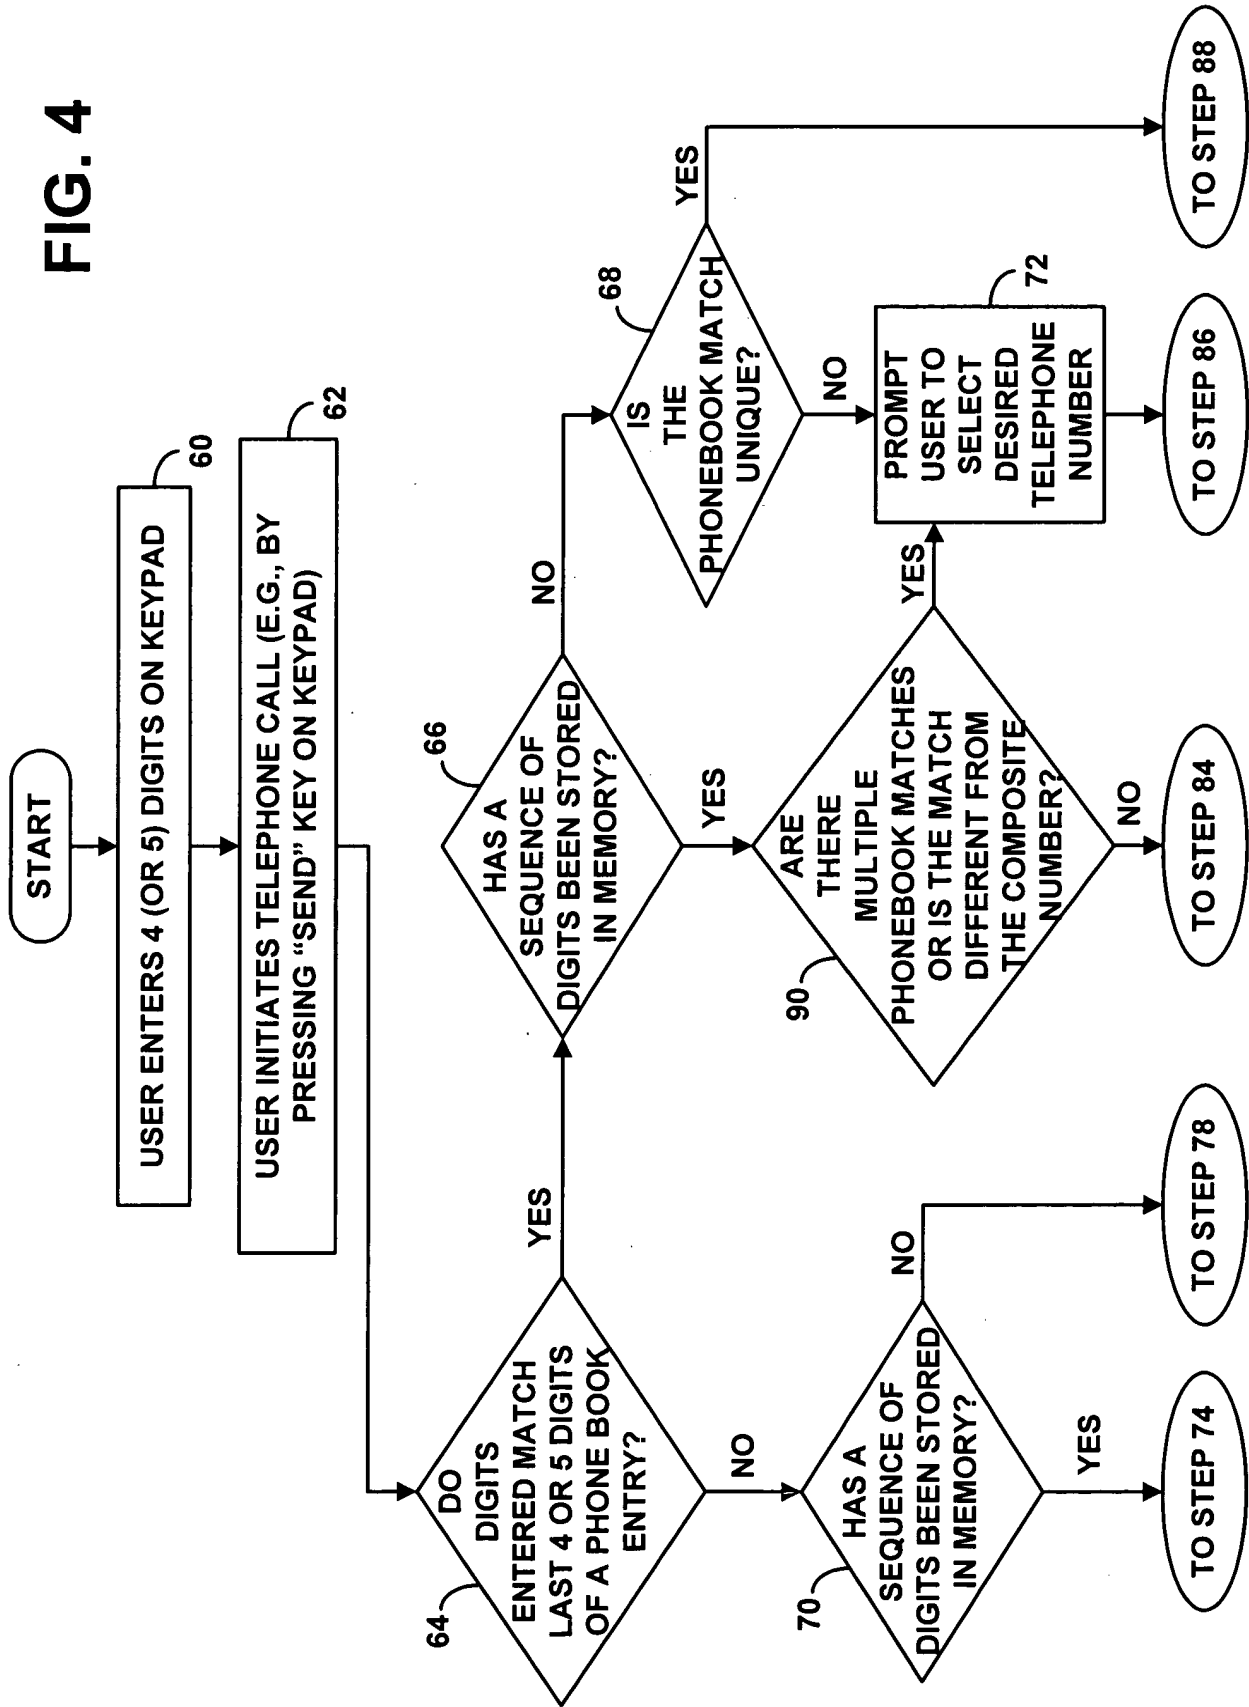 FIG. 4
START
USER ENTERS 4 (OR 5) DIGITS ON KEYPAD
60
USER INITIATES TELEPHONE CALL (E.G., BY
PRESSING “SEND” KEY ON KEYPAD)
62
DO
DIGITS
ENTERED MATCH
LAST 4 OR 5 DIGITS
OF A PHONE BOOK
ENTRY?
64
YES
NO
HAS A
SEQUENCE OF
DIGITS BEEN STORED
IN MEMORY?
66
NO
YES
IS
THE
PHONEBOOK MATCH
UNIQUE?
68
YES
NO
HAS A
SEQUENCE OF
DIGITS BEEN STORED
IN MEMORY?
70
NO
YES
ARE
THERE
MULTIPLE
PHONEBOOK MATCHES
OR IS THE MATCH
DIFFERENT FROM
THE COMPOSITE
NUMBER?
90
YES
NO
PROMPT
USER TO
SELECT
DESIRED
TELEPHONE
NUMBER
72
TO STEP 74
TO STEP 78
TO STEP 84
TO STEP 86
TO STEP 88